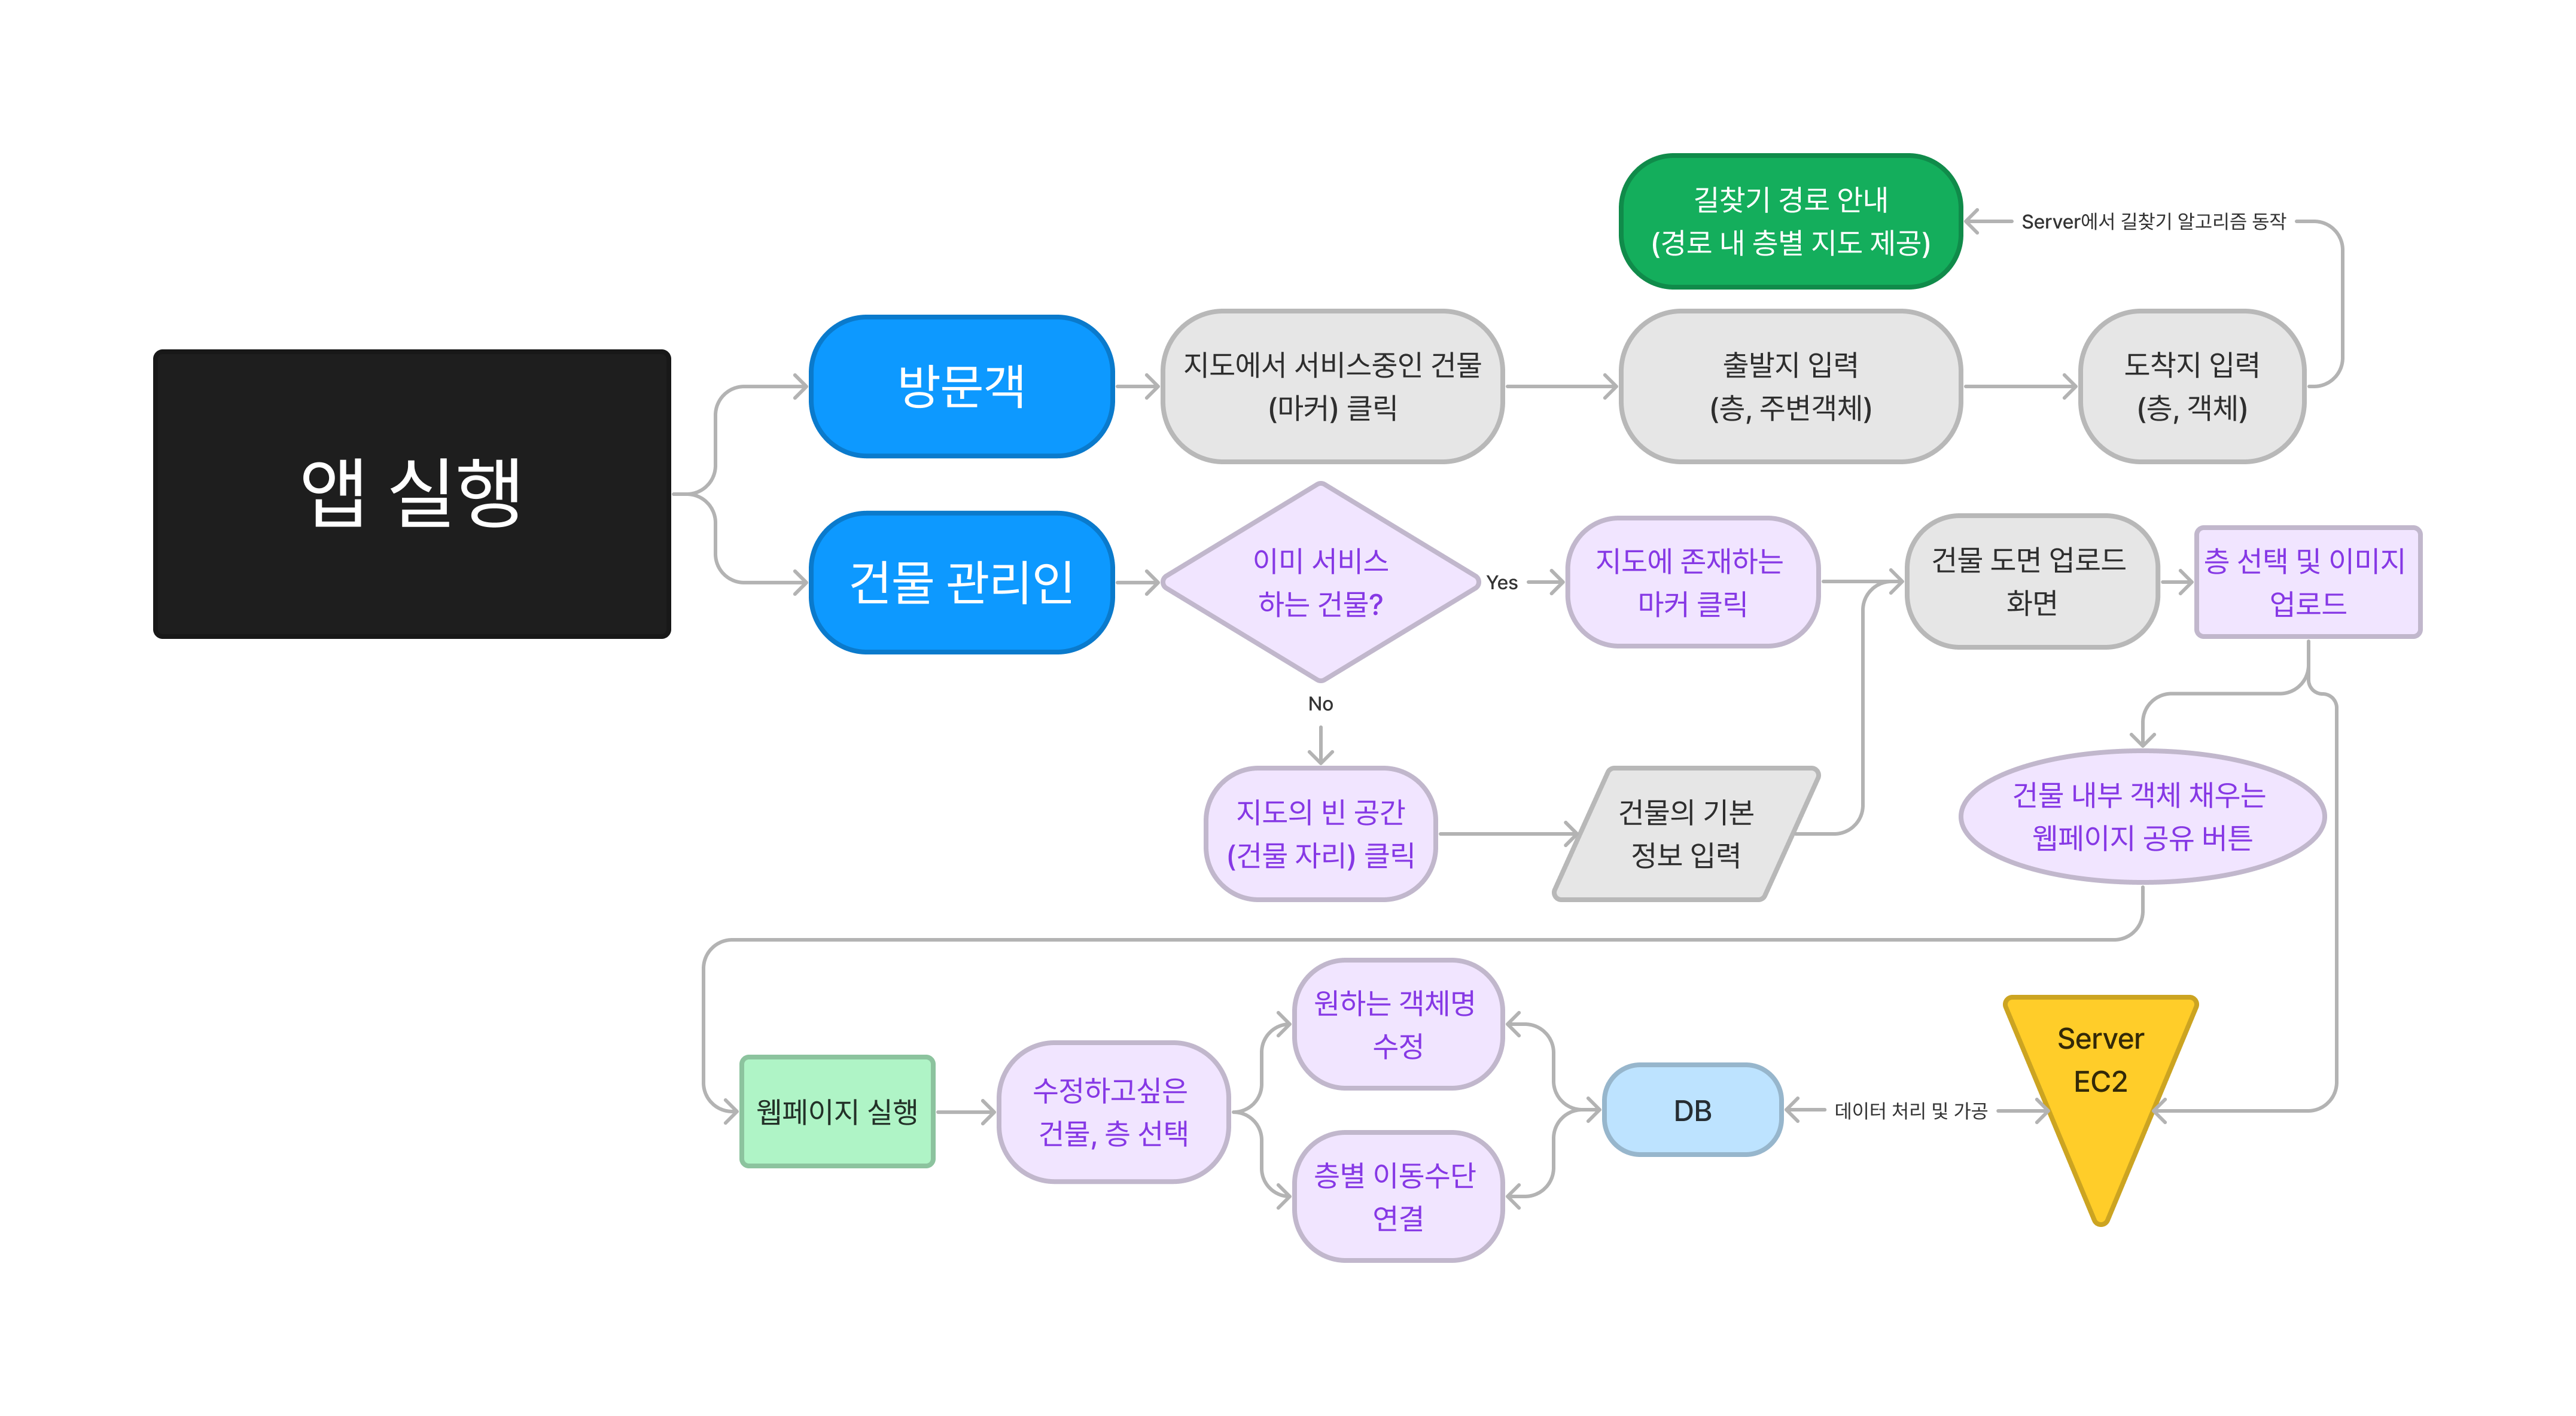 길찾기 경로 안내
(경로 내 층별 지도 제공)
Server에서 길찾기 알고리즘 동작
앱 실행
방문객
지도에서 서비스중인 건물
(마커) 클릭
출발지 입력
(층, 주변객체)
도착지 입력
(층, 객체)
건물 관리인
이미 서비스
하는 건물?
Yes
지도에 존재하는
마커 클릭
건물 도면 업로드
화면
층 선택 및 이미지
업로드
No
지도의 빈 공간
(건물 자리) 클릭
건물의 기본
정보 입력
건물 내부 객체 채우는
웹페이지 공유 버튼
웹페이지 실행
수정하고싶은
건물, 층 선택
원하는 객체명
수정
층별 이동수단
연결
DB
데이터 처리 및 가공
Server
EC2